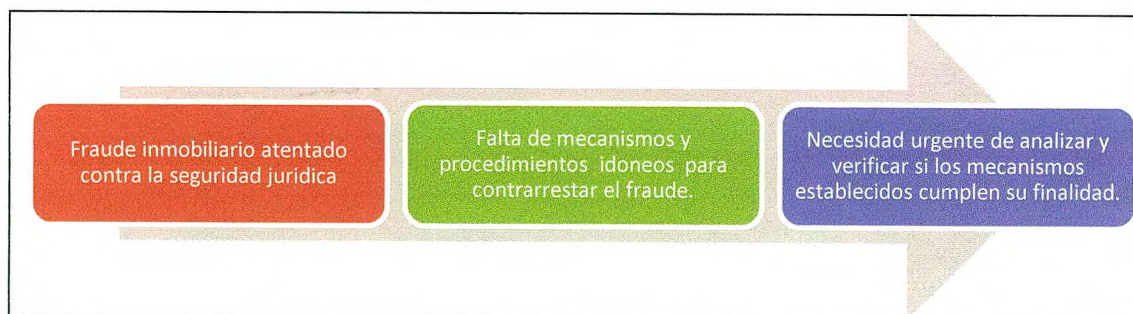 Fraude inmobiliario atentado
contra la seguridad juridica
Falta de mecanismos y
procedimientos idoneos para
contrarrestar el fraude.
Necesidad urgente de analizar y
verificar si los mecanismos
establecidos cumplen su finalidad.